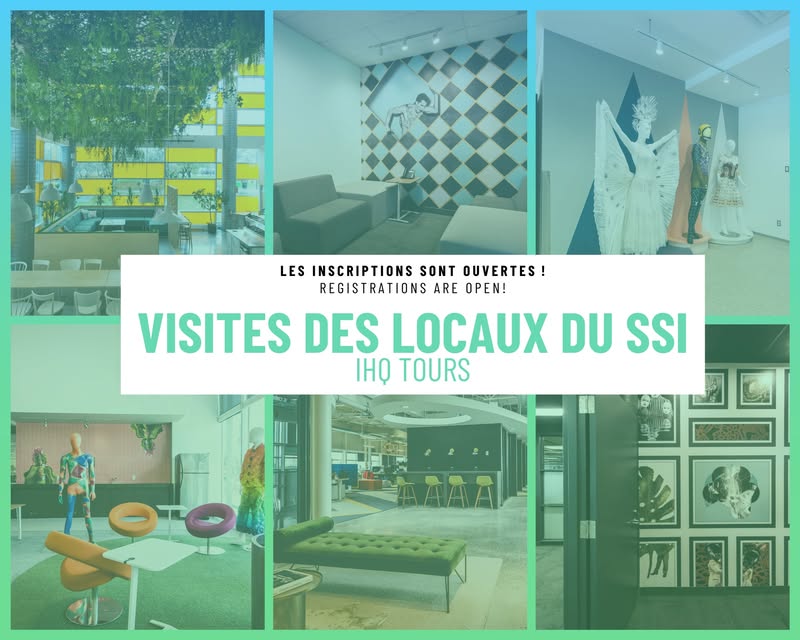 LES INSCRIPTIONS SONT OUVERTES !
REGISTRATIONS ARE OPEN!
VISITES DES LOCAUX DU SSI
IHQ TOURS